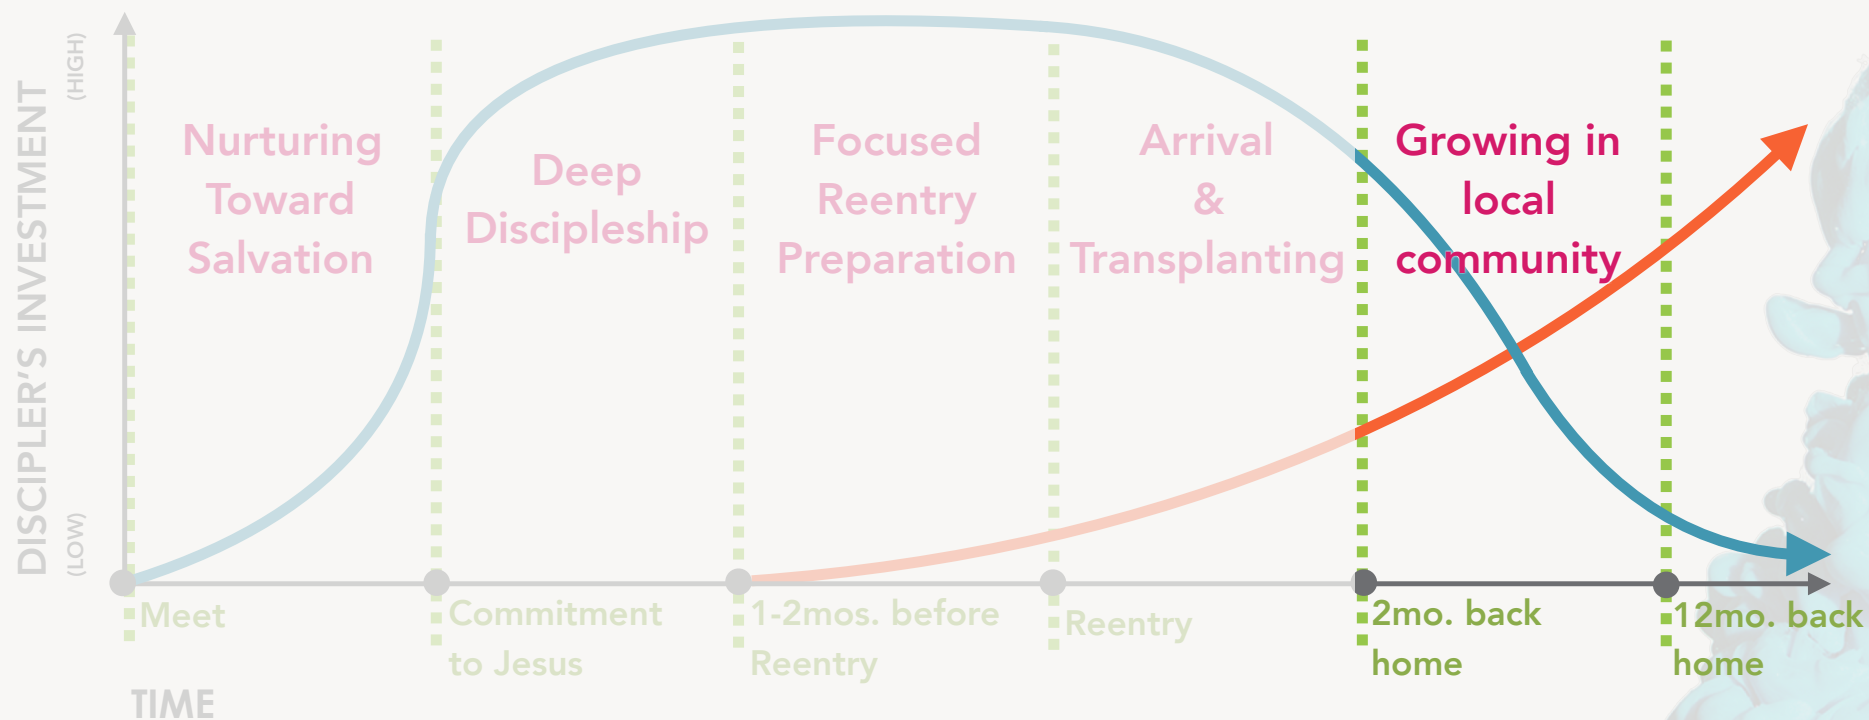 DISCIPLER'S INVESTMENT
(HIGH)
(LOW)
Nurturing
Toward
Salvation
Deep
Discipleship
Focused
Reentry
Preparation
Arrival
&
Transplanting
Growing in
local
community
Meet
Commitment
to Jesus
1-2mos. before
Reentry
Reentry
2mo. back
home
12mo. back
home
TIME